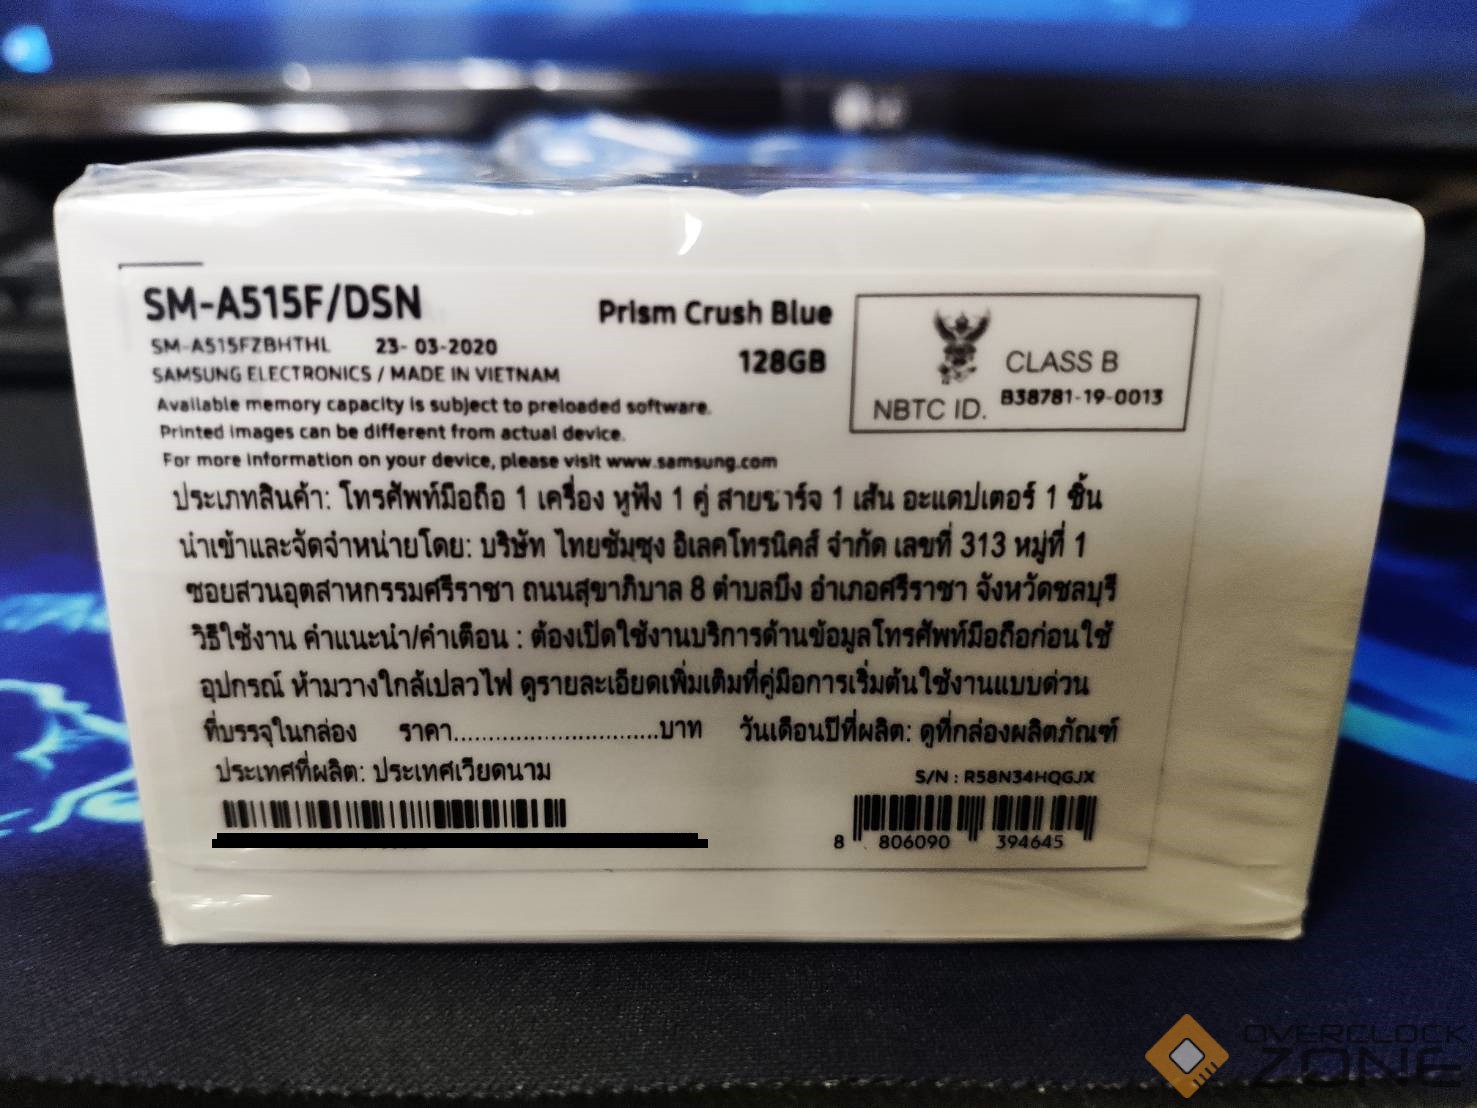 SM-A515F/DSN
Prism Crush Blue
SM-A515FZBHTHL 23-03-2020
128GB
SAMSUNG ELECTRONICS / MADE IN VIETNAM
CLASS B
NBTC ID. B38781-19-0013
Available memory capacity is subject to preloaded software.
Printed images can be different from actual device.
For more information on your device, please visit www.samsung.com
ประเภทสินค้า: โทรศัพท์มือถือ 1 เครื่อง หูฟัง 1 คู่ สายชาร์จ 1 เส้น อะแดปเตอร์ 1 ชิ้น
นำเข้าและจัดจำหน่ายโดย: บริษัท ไทยซัมซุง อิเลคโทรนิคส์ จำกัด เลขที่ 313 หมู่ที่ 1
ซอยสวนอุตสาหกรรมศรีราชา ถนนสุขาภิบาล 8 ตำบลบึง อำเภอศรีราชา จังหวัดชลบุรี
วิธีใช้งาน คำแนะนำ/คำเตือน : ต้องเปิดใช้งานบริการด้านข้อมูลโทรศัพท์มือถือก่อนใช้
อุปกรณ์ ห้ามวางใกล้เปลวไฟ ดูรายละเอียดเพิ่มเติมที่คู่มือการเริ่มต้นใช้งานแบบด่วน
ที่บรรจุในกล่อง ราคา..............................บาท วันเดือนปีที่ผลิต: ดูที่กล่องผลิตภัณฑ์
ประเทศที่ผลิต: ประเทศเวียดนาม
S/N : R58N34HQGJX
8 806090 394645
OVERCLOCK
ZONE